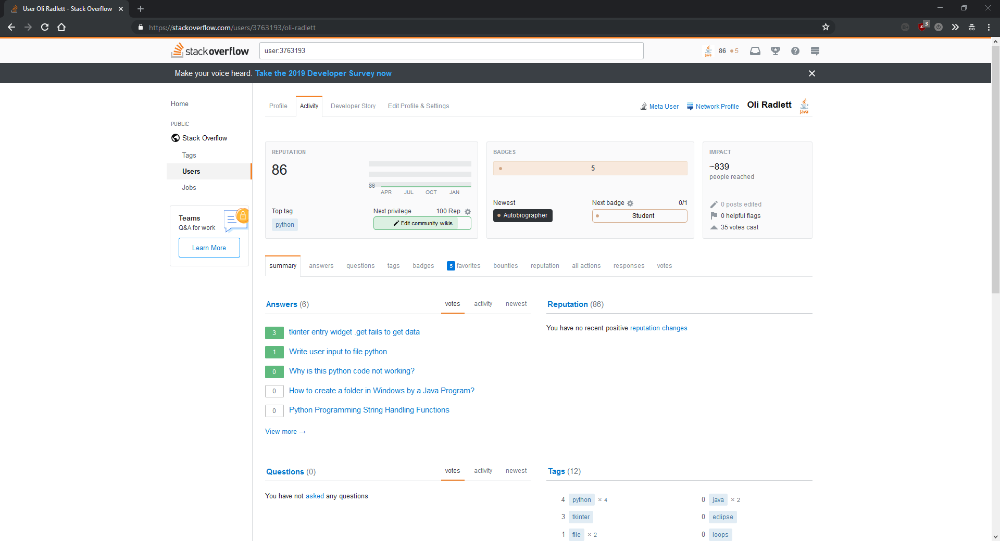 User Oli Radlett - Stack Overflow
https://stackoverflow.com/users/3763193/oli-radlett
3
stackoverflow
user:3763193
Java
86 5
Make your voice heard. Take the 2019 Developer Survey now
Home
PUBLIC
Stack Overflow
Tags
Users
Jobs
Teams
Q&A for work
Learn More
Profile
Activity
Developer Story
Edit Profile & Settings
Meta User
Network Profile
Oli Radlett
Java
REPUTATION
86
86
APR JUL OCT JAN
Top tag
python
Next privilege 100 Rep.
Edit community wikis
BADGES
5
Newest
Autobiographer
Next badge 0/1
Student
IMPACT
~839
people reached
0 posts edited
0 helpful flags
35 votes cast
summary answers questions tags badges 5 favorites bounties reputation all actions responses votes
Answers (6)
votes activity newest
3 tkinter entry widget .get fails to get data
1 Write user input to file python
0 Why is this python code not working?
0 How to create a folder in Windows by a Java Program?
0 Python Programming String Handling Functions
View more →
Reputation (86)
You have no recent positive reputation changes
Questions (0)
votes activity newest
You have not asked any questions
Tags (12)
4 python × 4
0 java × 2
3 tkinter
0 eclipse
1 file × 2
0 loops